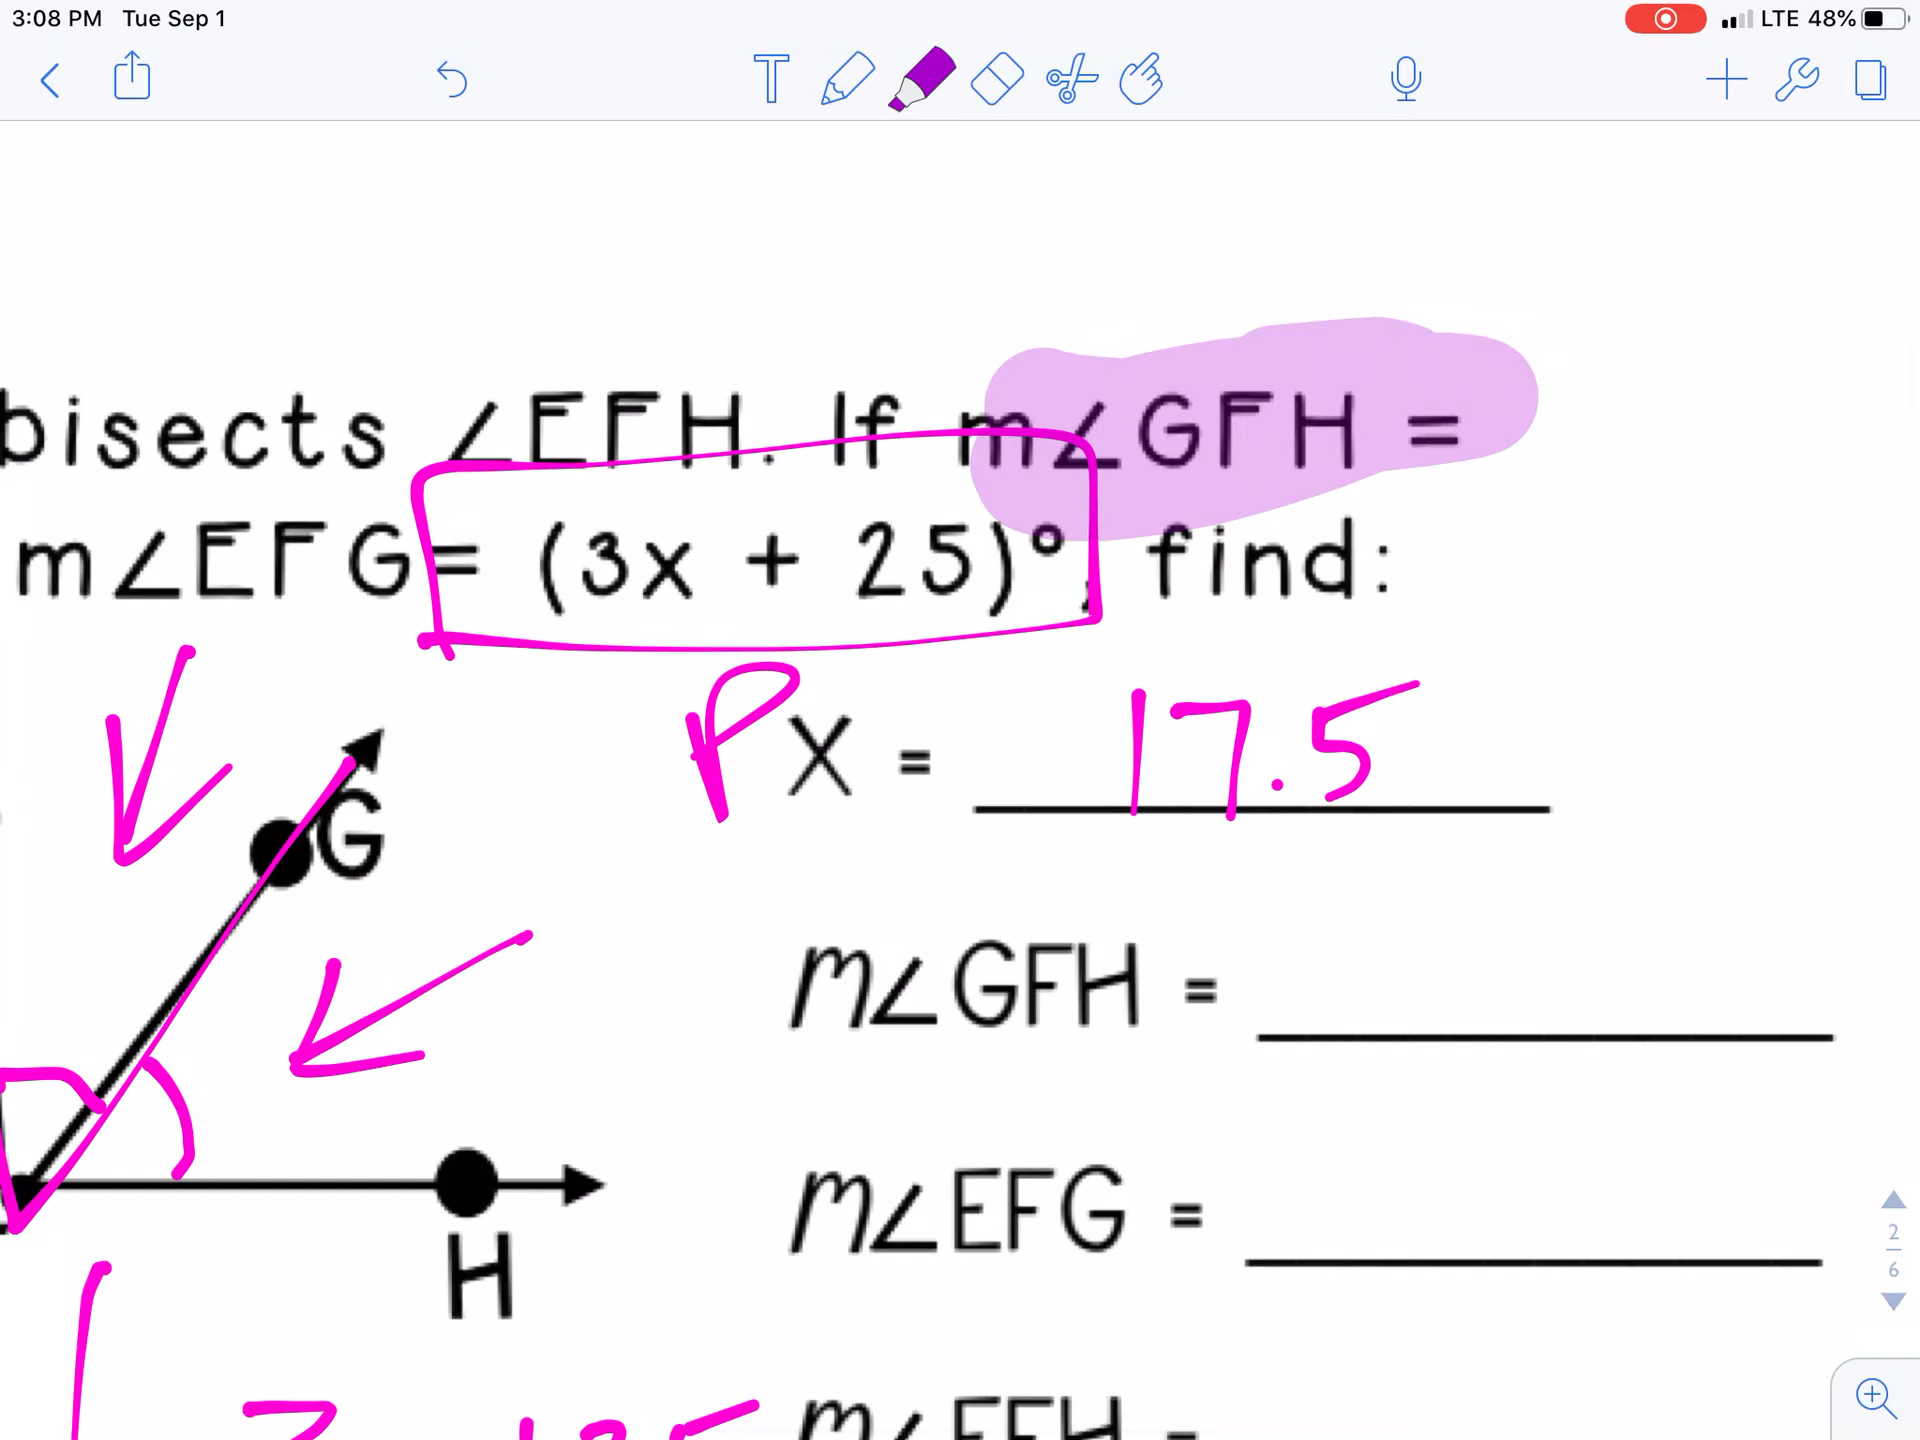 3:08 PM Tue Sep 1
LTE 48%
T
bisects ∠EFH. If m∠GFH =
m∠EFG = (3x + 25)°, find:
X = 17.5
G
m∠GFH =
m∠EFG =
H
2
6
m∠EFH =